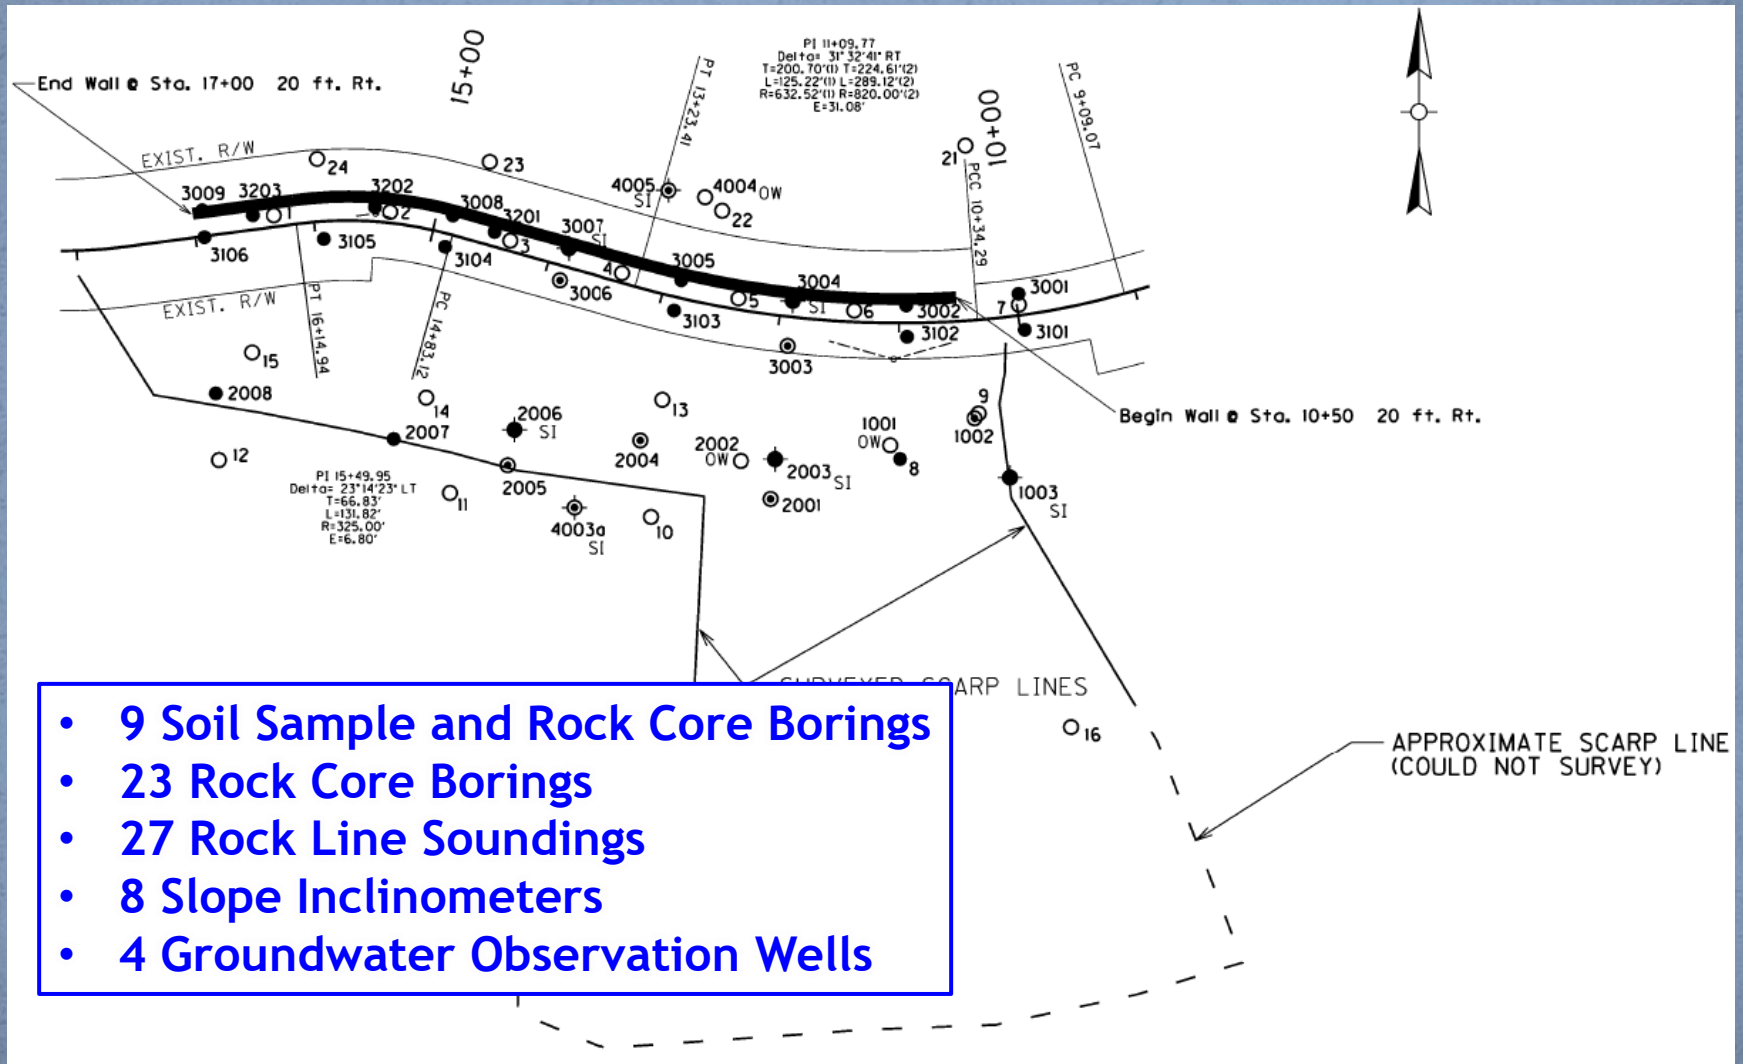 End Wall @ Sta. 17+00 20 ft. Rt.
15+00
PT 13+23.41
PI 11+09.77
Delta= 31° 32'41" RT
T=200.70'(1) T=224.61'(2)
L=125.22'(1) L=289.12'(2)
R=632.52'(1) R=820.00'(2)
E=31.08'
10+00
PC 9+09.07
EXIST. R/W
24
23
21
PCC 10+34.29
4005
SI
4004 OW
22
3009
3203
3202
2
3008
3201
3
3007
SI
4
3005
3004
SI
5
6
3002
3001
7
3106
3105
3104
3006
3103
3102
3101
3003
EXIST. R/W
PT 16+14.94
PC 14+83.12
15
2008
14
2007
2006
SI
13
2004
2002
OW
2003
SI
1001
OW
8
9
1002
Begin Wall @ Sta. 10+50 20 ft. Rt.
12
PI 15+49.95
Delta= 23°14'23" LT
T=66.83'
L=131.82'
R=325.00'
E=6.80'
11
2005
4003a
SI
10
2001
1003
SI
SURVEYED SCARP LINES
16
APPROXIMATE SCARP LINE
(COULD NOT SURVEY)
• 9 Soil Sample and Rock Core Borings
• 23 Rock Core Borings
• 27 Rock Line Soundings
• 8 Slope Inclinometers
• 4 Groundwater Observation Wells